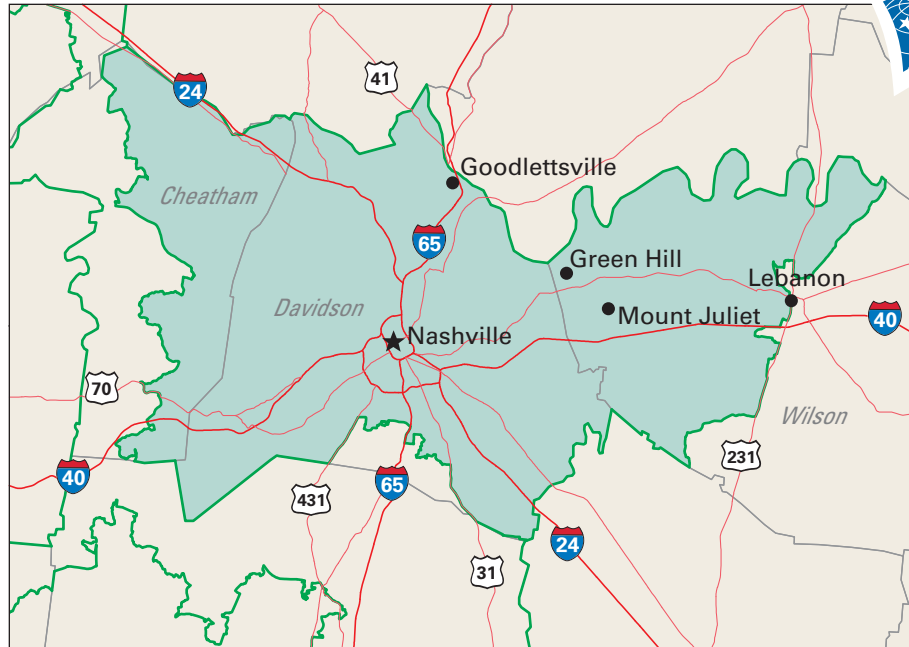 41
24
Goodlettsville
Cheatham
65
Green Hill
Lebanon
Davidson
Mount Juliet
40
Nashville
70
Wilson
231
40
65
431
24
31